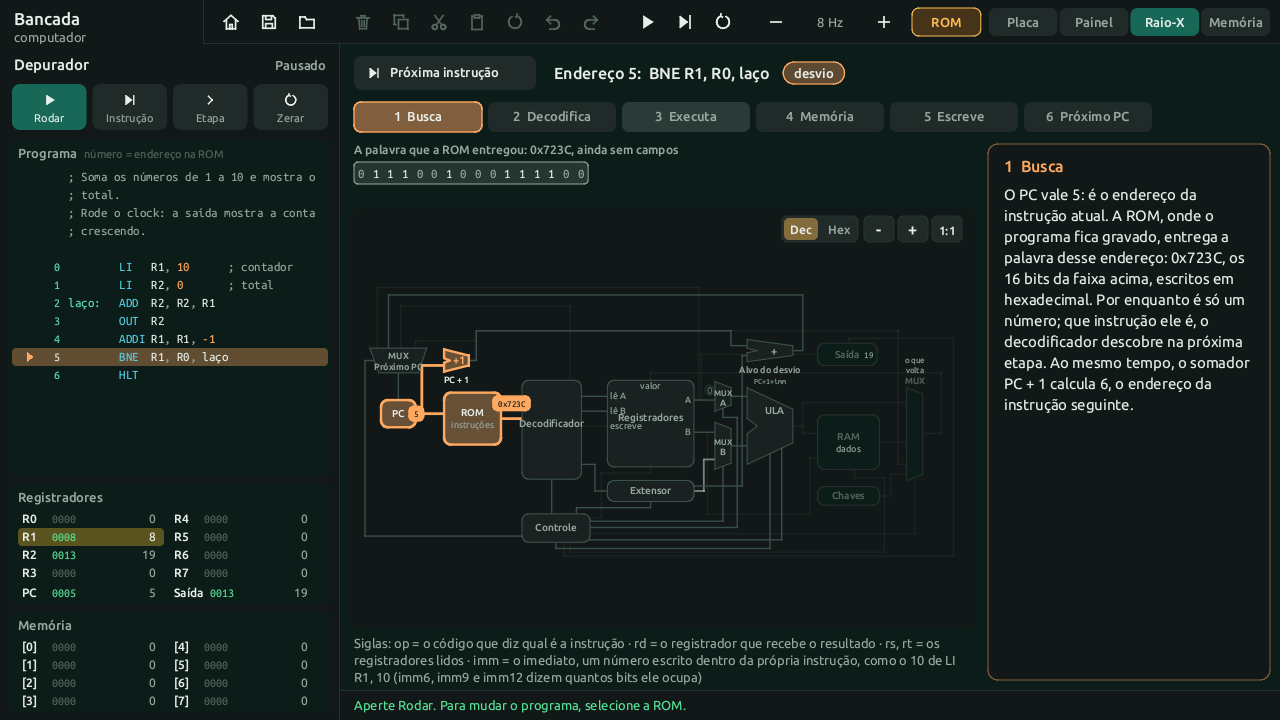 Bancada
computador
8 Hz
ROM
Placa
Painel
Raio-X
Memória
Depurador
Pausado
Rodar
Instrução
Etapa
Zerar
Programa número = endereço na ROM
; Soma os números de 1 a 10 e mostra o
; total.
; Rode o clock: a saída mostra a conta
; crescendo.
0 LI R1, 10 ; contador
1 LI R2, 0 ; total
2 laço: ADD R2, R2, R1
3 OUT R2
4 ADDI R1, R1, -1
5 BNE R1, R0, laço
6 HLT
Registradores
R0 0000 0 R4 0000 0
R1 0008 8 R5 0000 0
R2 0013 19 R6 0000 0
R3 0000 0 R7 0000 0
PC 0005 5 Saída 0013 19
Memória
[0] 0000 0 [4] 0000 0
[1] 0000 0 [5] 0000 0
[2] 0000 0 [6] 0000 0
[3] 0000 0 [7] 0000 0
Próxima instrução
Endereço 5: BNE R1, R0, laço
desvio
1 Busca
2 Decodifica
3 Executa
4 Memória
5 Escreve
6 Próximo PC
A palavra que a ROM entregou: 0x723C, ainda sem campos
0 1 1 1 0 0 1 0 0 0 1 1 1 1 0 0
Dec
Hex
-
+
1:1
MUX
Próximo PC
+1
PC + 1
PC
5
ROM
instruções
0x723C
Decodificador
valor
lê A
lê B
escreve
Registradores
A
B
Extensor
Controle
0
MUX
A
MUX
B
+
Alvo do desvio
PC+1+imm
ULA
Saída 19
RAM
dados
Chaves
o que
volta
MUX
1 Busca
O PC vale 5: é o endereço da
instrução atual. A ROM, onde o
programa fica gravado, entrega a
palavra desse endereço: 0x723C, os
16 bits da faixa acima, escritos em
hexadecimal. Por enquanto é só um
número; que instrução ele é, o
decodificador descobre na próxima
etapa. Ao mesmo tempo, o somador
PC + 1 calcula 6, o endereço da
instrução seguinte.
Siglas: op = o código que diz qual é a instrução · rd = o registrador que recebe o resultado · rs, rt = os
registradores lidos · imm = o imediato, um número escrito dentro da própria instrução, como o 10 de LI
R1, 10 (imm6, imm9 e imm12 dizem quantos bits ele ocupa)
Aperte Rodar. Para mudar o programa, selecione a ROM.